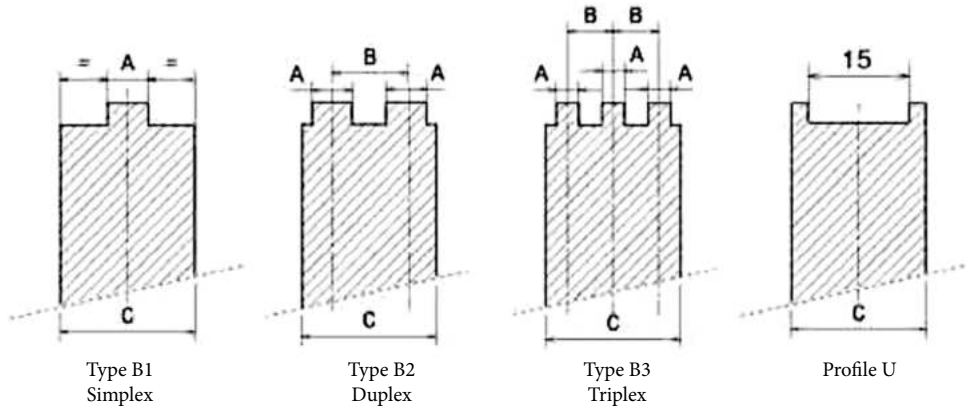 B B
= A = A B A A A A 15
C C C C
Type B1 Type B2 Type B3 Profile U
Simplex Duplex Triplex